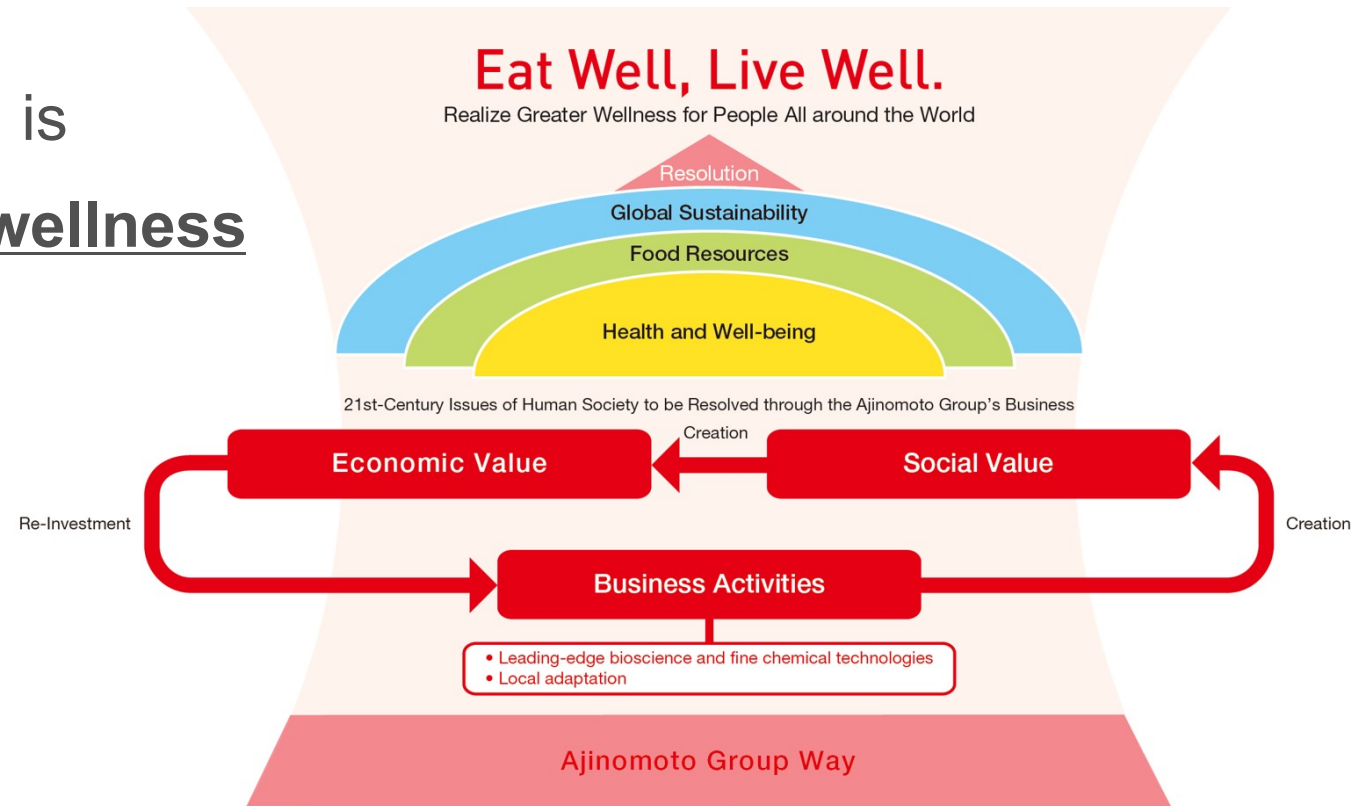 is
wellness
Eat Well, Live Well.
Realize Greater Wellness for People All around the World
Resolution
Global Sustainability
Food Resources
Health and Well-being
21st-Century Issues of Human Society to be Resolved through the Ajinomoto Group's Business
Creation
Economic Value
Social Value
Re-Investment
Creation
Business Activities
• Leading-edge bioscience and fine chemical technologies
• Local adaptation
Ajinomoto Group Way